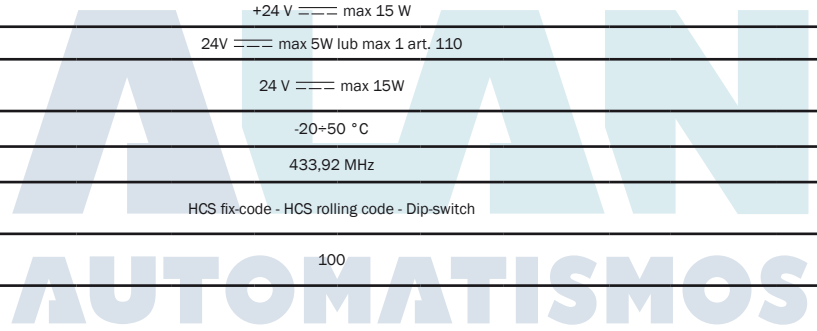 +24 V ⎓ max 15 W
24V ⎓ max 5W lub max 1 art. 110
24 V ⎓ max 15W
-20÷50 °C
433,92 MHz
HCS fix-code - HCS rolling code - Dip-switch
100
ALAN
AUTOMATISMOS